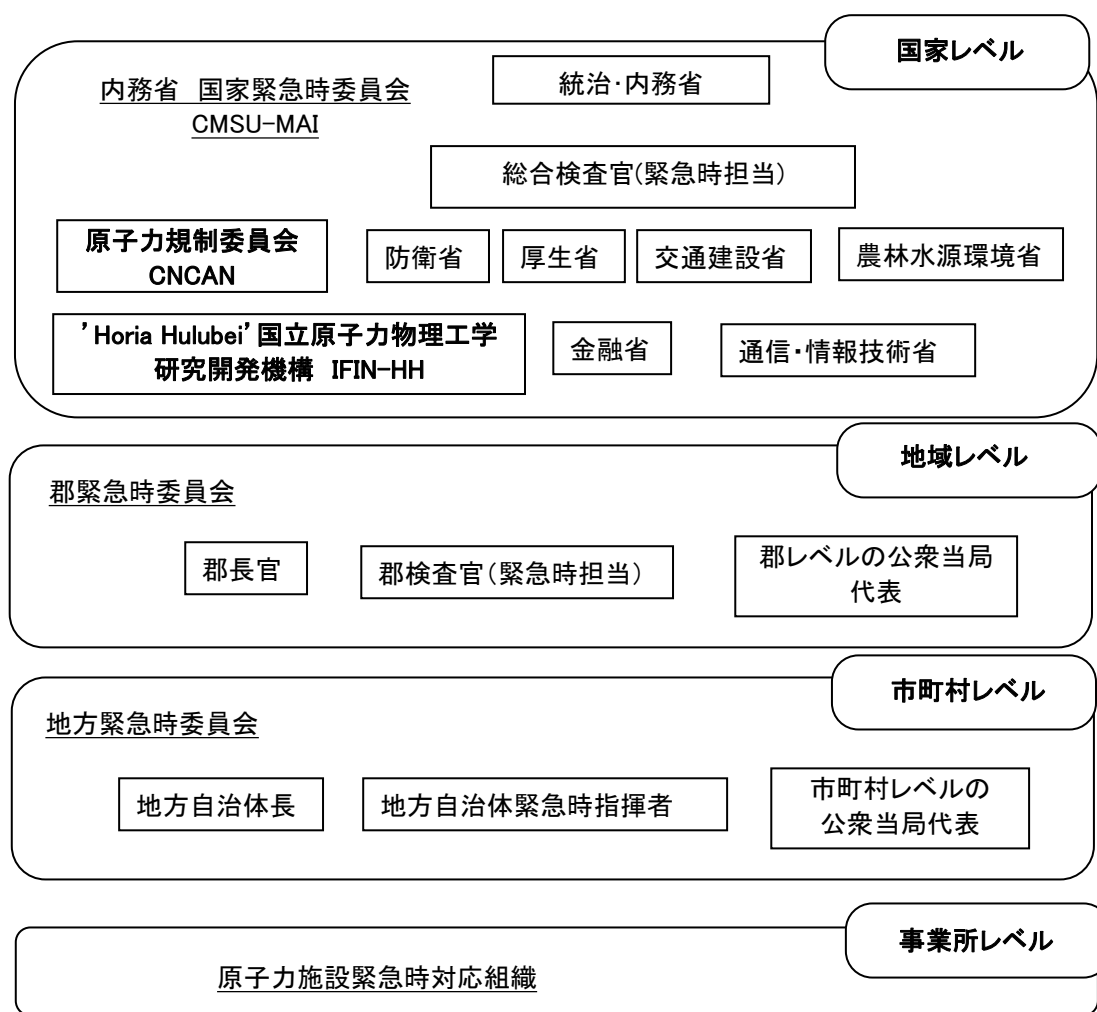 国家レベル
内務省 国家緊急時委員会
CMSU-MAI
統治・内務省
総合検査官(緊急時担当)
原子力規制委員会
CNCAN
防衛省
厚生省
交通建設省
農林水源環境省
'Horia Hulubei'国立原子力物理工学
研究開発機構 IFIN-HH
金融省
通信・情報技術省
地域レベル
郡緊急時委員会
郡長官
郡検査官(緊急時担当)
郡レベルの公衆当局
代表
市町村レベル
地方緊急時委員会
地方自治体長
地方自治体緊急時指揮者
市町村レベルの
公衆当局代表
事業所レベル
原子力施設緊急時対応組織